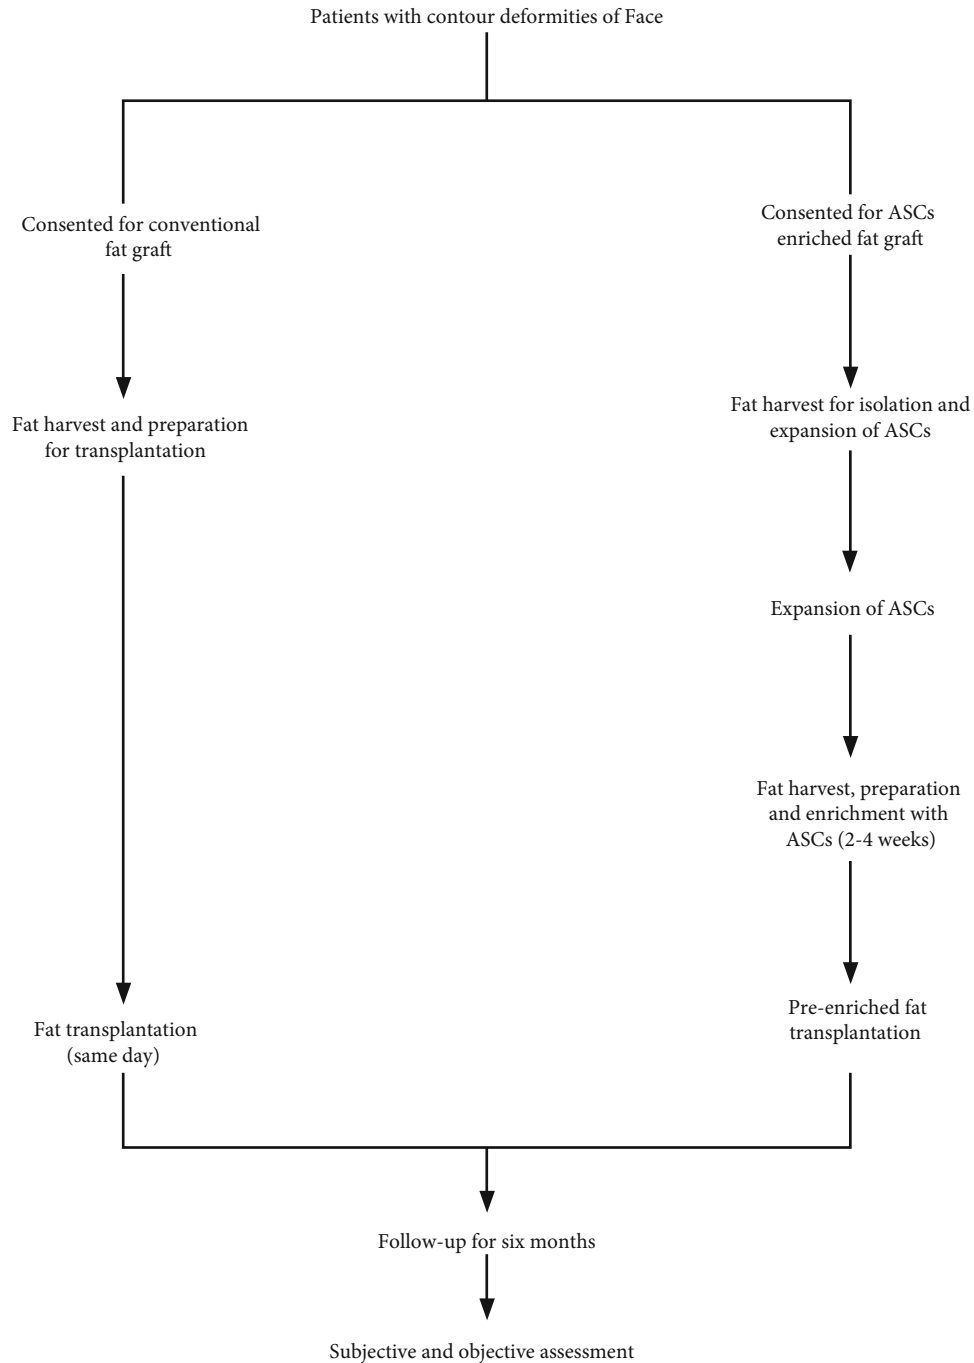 Patients with contour deformities of Face
Consented for conventional
fat graft
Fat harvest and preparation
for transplantation
Fat transplantation
(same day)
Consented for ASCs
enriched fat graft
Fat harvest for isolation and
expansion of ASCs
Expansion of ASCs
Fat harvest, preparation
and enrichment with
ASCs (2-4 weeks)
Pre-enriched fat
transplantation
Follow-up for six months
Subjective and objective assessment